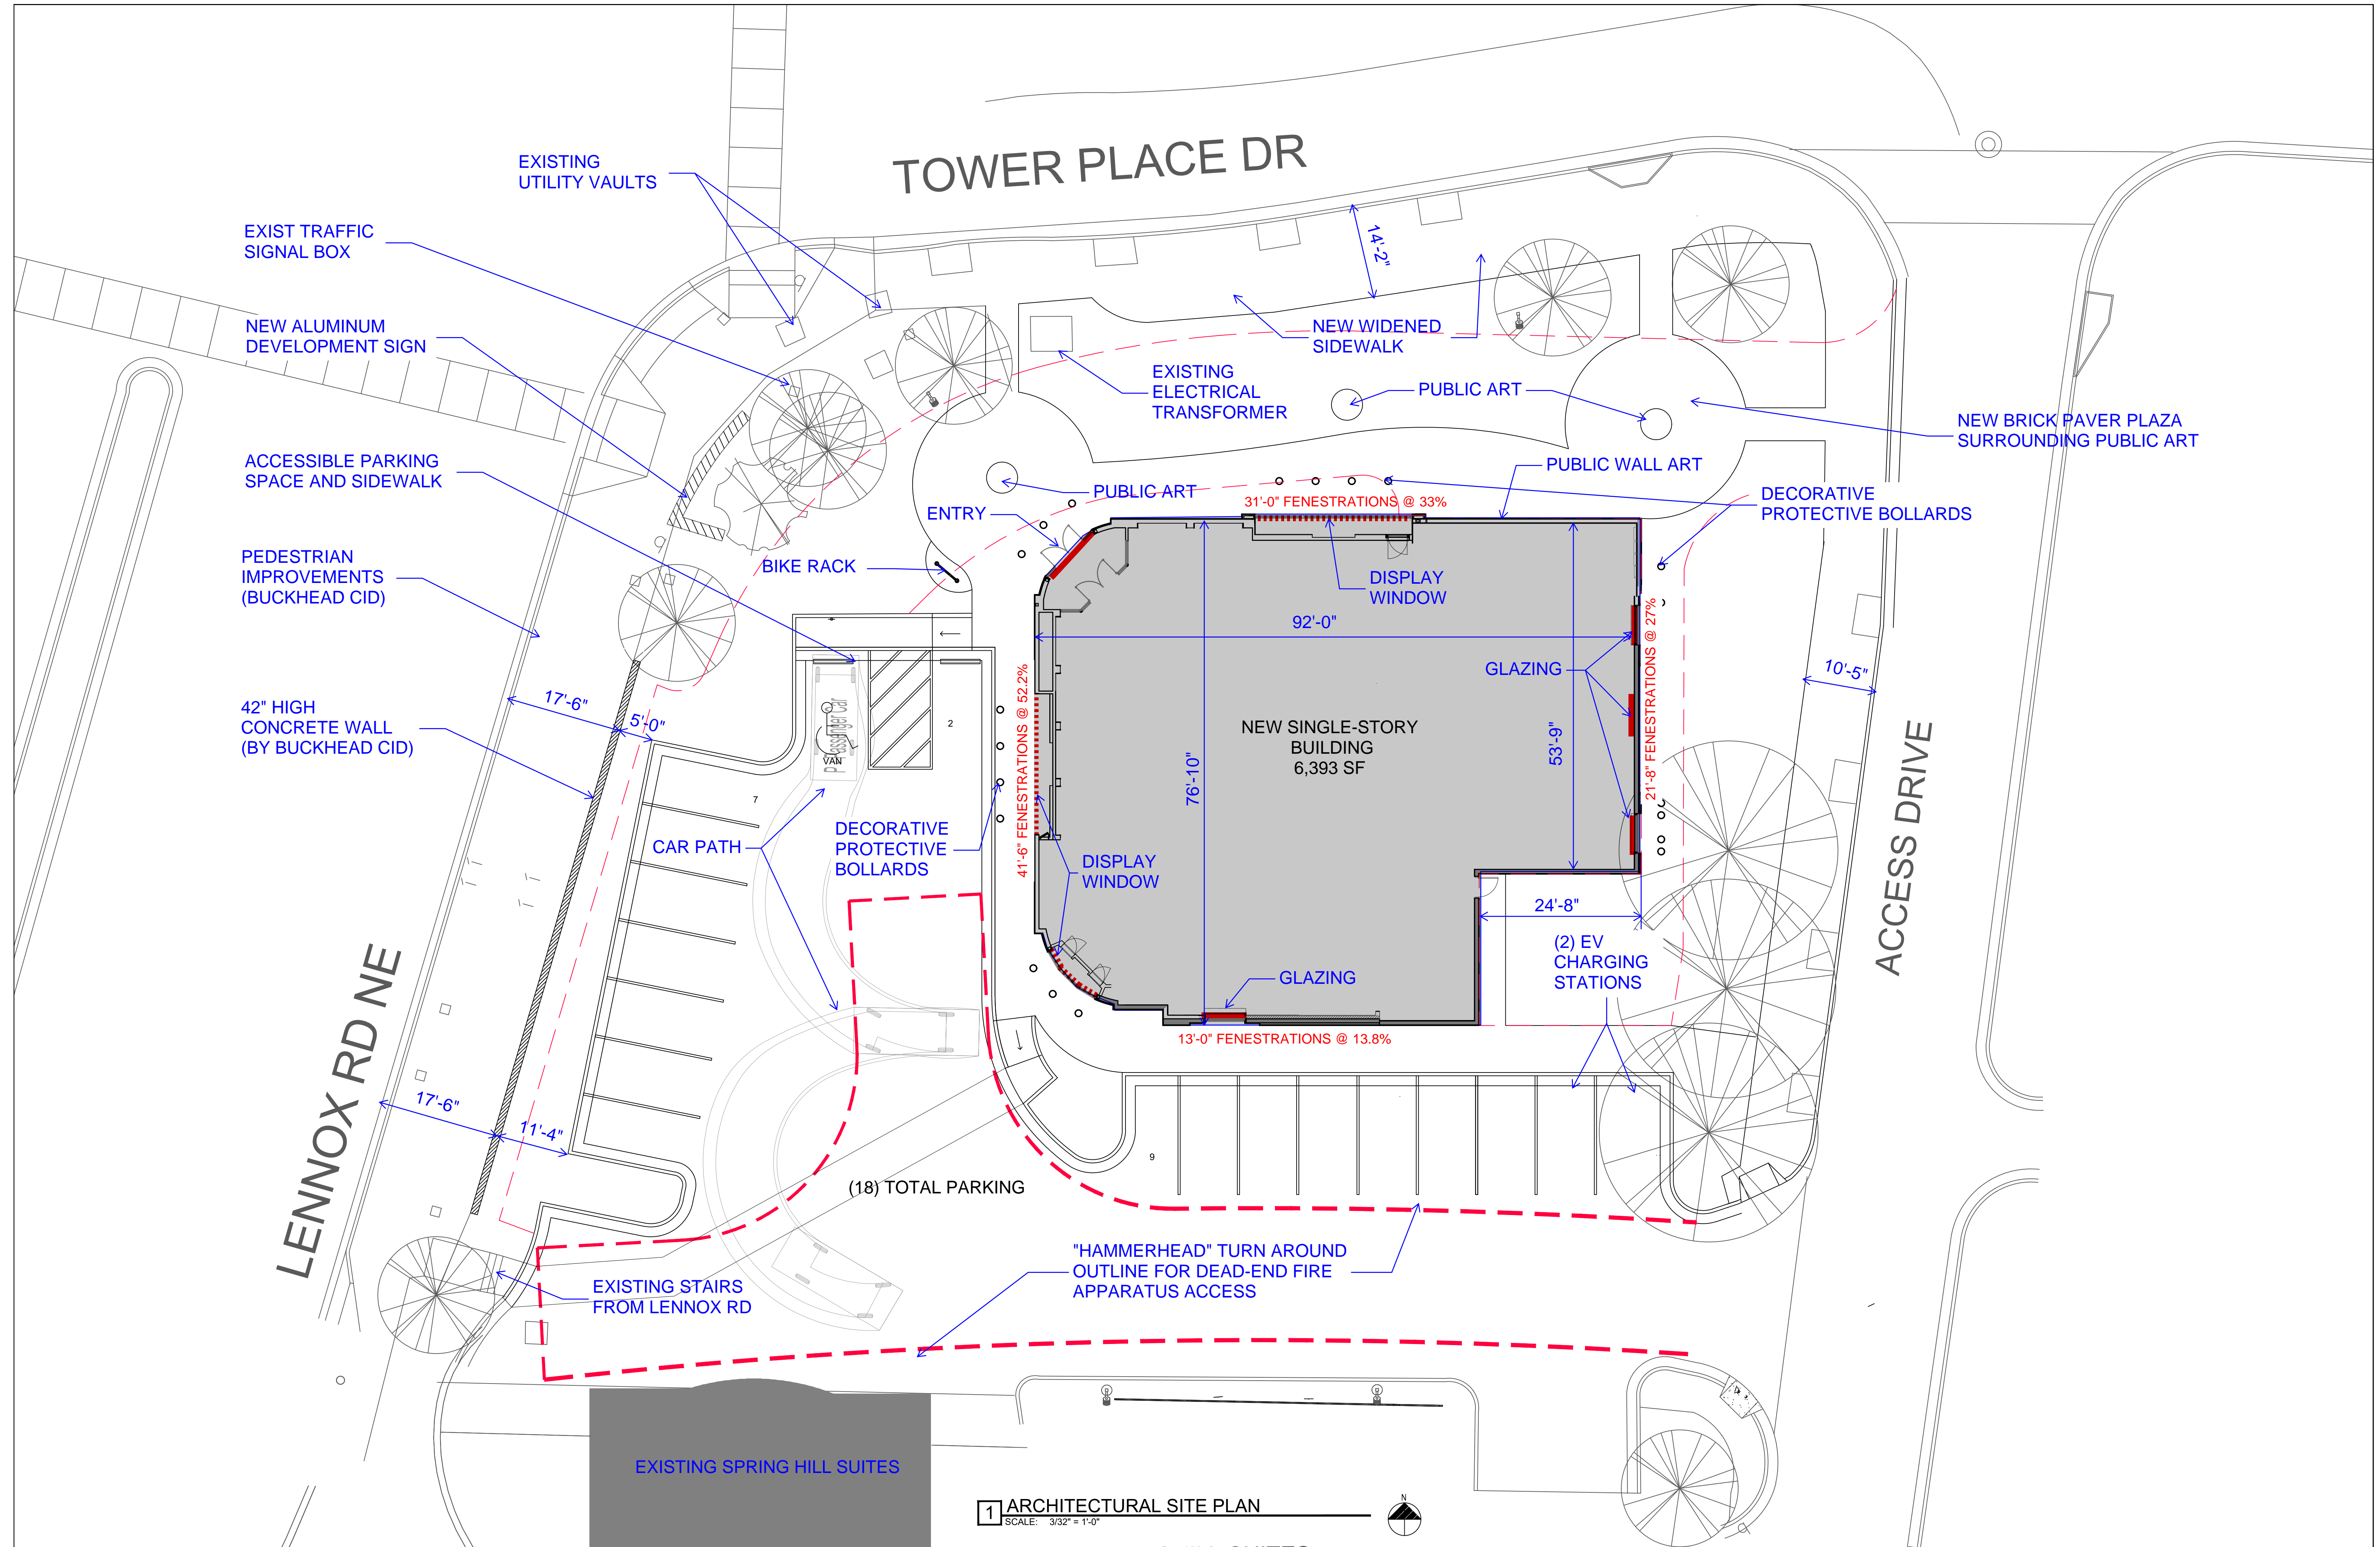 TOWER PLACE DR
EXISTING
UTILITY VAULTS
EXIST TRAFFIC
SIGNAL BOX
NEW ALUMINUM
DEVELOPMENT SIGN
ACCESSIBLE PARKING
SPACE AND SIDEWALK
PEDESTRIAN
IMPROVEMENTS
(BUCKHEAD CID)
42" HIGH
CONCRETE WALL
(BY BUCKHEAD CID)
14'-2"
NEW WIDENED
SIDEWALK
EXISTING
ELECTRICAL
TRANSFORMER
PUBLIC ART
NEW BRICK PAVER PLAZA
SURROUNDING PUBLIC ART
PUBLIC WALL ART
PUBLIC ART
DECORATIVE
PROTECTIVE BOLLARDS
ENTRY
31'-0" FENESTRATIONS @ 33%
BIKE RACK
DISPLAY
WINDOW
92'-0"
21'-8" FENESTRATIONS @ 27%
GLAZING
10'-5"
17'-6"
5'-0"
41'-6" FENESTRATIONS @ 52.2%
2
P Passenger Car
VAN
NEW SINGLE-STORY
BUILDING
6,393 SF
53'-9"
76'-10"
7
CAR PATH
DECORATIVE
PROTECTIVE
BOLLARDS
DISPLAY
WINDOW
ACCESS DRIVE
24'-8"
(2) EV
CHARGING
STATIONS
GLAZING
13'-0" FENESTRATIONS @ 13.8%
LENNOX RD NE
17'-6"
11'-4"
9
(18) TOTAL PARKING
"HAMMERHEAD" TURN AROUND
OUTLINE FOR DEAD-END FIRE
APPARATUS ACCESS
EXISTING STAIRS
FROM LENNOX RD
EXISTING SPRING HILL SUITES
N
1
ARCHITECTURAL SITE PLAN
SCALE: 3/32" = 1'-0"